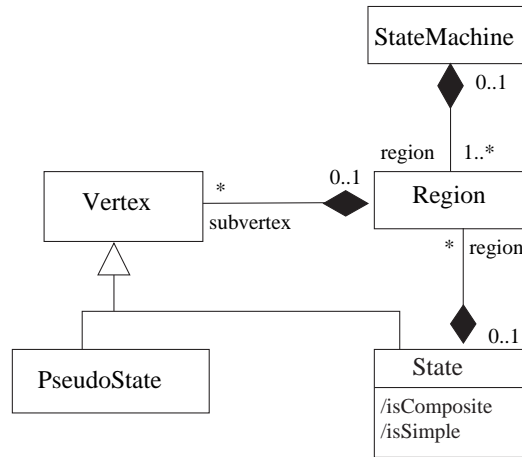 StateMachine
0..1
region 1..*
0..1
* Region
Vertex
subvertex
* region
0..1
PseudoState
State
/isComposite
/isSimple